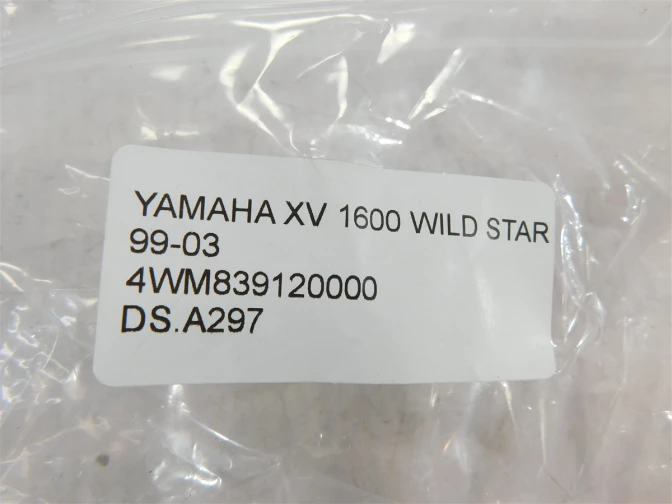 YAMAHA XV 1600 WILD STAR
99-03
4WM839120000
DS.A297